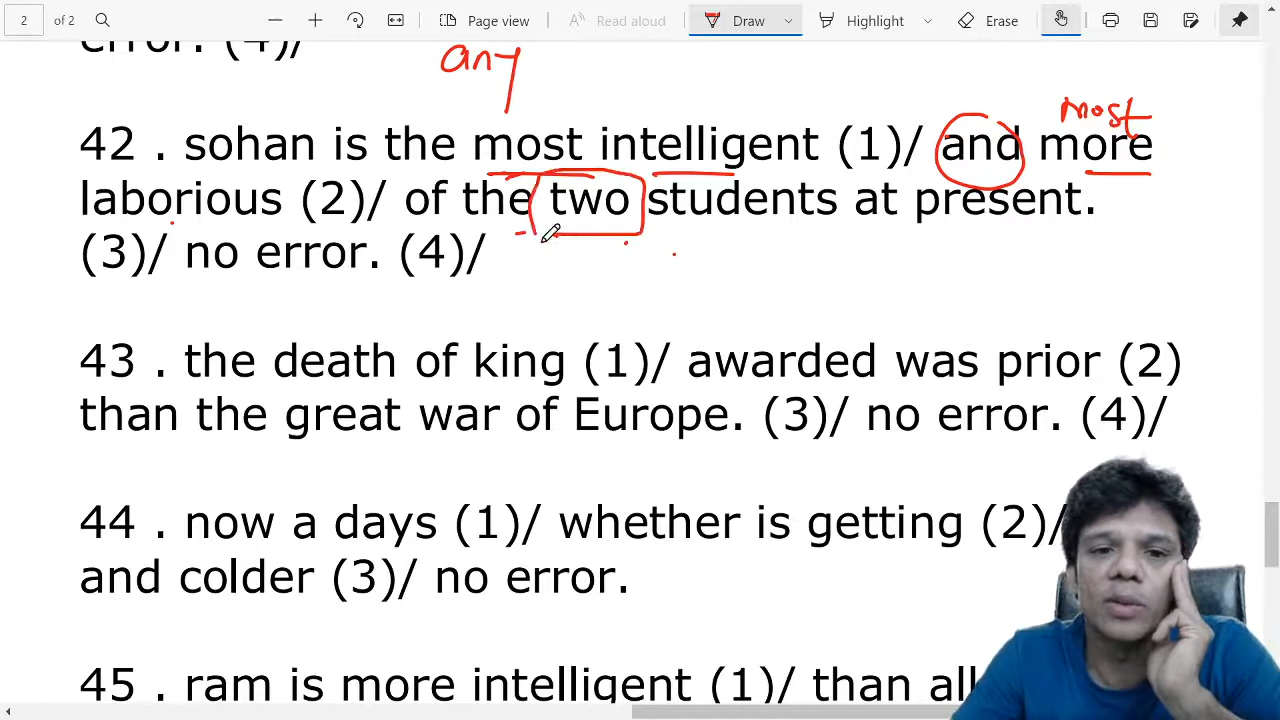 2 of 2 Page view Read aloud Draw Highlight Erase
error. (4)/
any
most
42 . sohan is the most intelligent (1)/ and more
laborious (2)/ of the two students at present.
(3)/ no error. (4)/
43 . the death of king (1)/ awarded was prior (2)
than the great war of Europe. (3)/ no error. (4)/
44 . now a days (1)/ whether is getting (2)/
and colder (3)/ no error.
45 . ram is more intelligent (1)/ than all